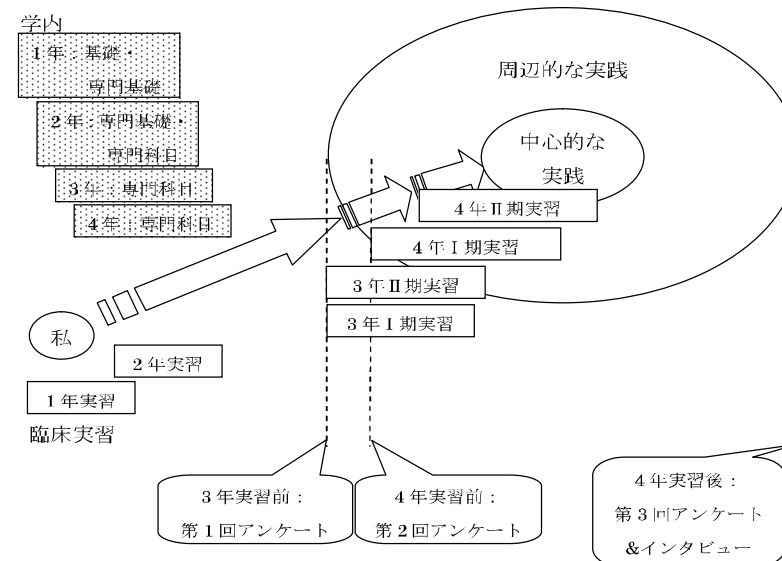 学内
1年:基礎・
専門基礎
2年:専門基礎・
専門科目
3年:専門科目
4年:専門科目
周辺的な実践
中心的な
実践
4年Ⅱ期実習
4年Ⅰ期実習
3年Ⅱ期実習
3年Ⅰ期実習
私
2年実習
1年実習
臨床実習
3年実習前:
第1回アンケート
4年実習前:
第2回アンケート
4年実習後:
第3回アンケート
&インタビュー